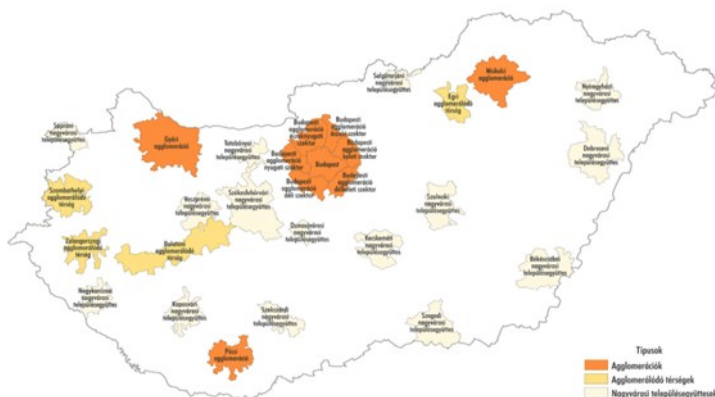 Salgótarjáni
nagyvárosi
településegyüttes
Miskolci
agglomeráció
Egri
agglomerálódó
térség
Nyíregyházi
nagyvárosi
településegyüttes
Soproni
nagyvárosi
településegyüttes
Győri
agglomeráció
Tatabányai
nagyvárosi
településegyüttes
Budapesti
agglomeráció
északnyugati
szektor
Budapesti
agglomeráció
északi szektor
Budapesti
agglomeráció
nyugati szektor
Budapest
Budapesti
agglomeráció
keleti szektor
Budapesti
agglomeráció
déli szektor
Budapesti
agglomeráció
délkeleti szektor
Debreceni
nagyvárosi
településegyüttes
Szombathelyi
agglomerálódó
térség
Veszprémi
nagyvárosi
településegyüttes
Székesfehérvári
nagyvárosi
településegyüttes
Szolnoki
nagyvárosi
településegyüttes
Zalaegerszegi
agglomerálódó
térség
Balatoni
agglomerálódó
térség
Dunaújvárosi
nagyvárosi
településegyüttes
Kecskeméti
nagyvárosi
településegyüttes
Békéscsabai
nagyvárosi
településegyüttes
Nagykanizsai
nagyvárosi
településegyüttes
Kaposvári
nagyvárosi
településegyüttes
Szekszárdi
nagyvárosi
településegyüttes
Szegedi
nagyvárosi
településegyüttes
Pécsi
agglomeráció
Típusok
Agglomerációk
Agglomerálódó térségek
Nagyvárosi településegyüttesek